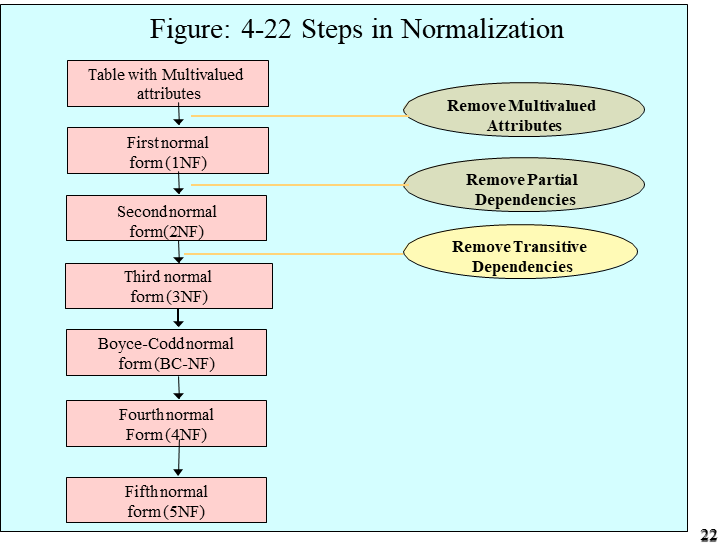 Figure: 4-22 Steps in Normalization
Table with Multivalued
attributes
Remove Multivalued
Attributes
First normal
form (1NF)
Remove Partial
Dependencies
Second normal
form(2NF)
Remove Transitive
Dependencies
Third normal
form (3NF)
Boyce-Codd normal
form (BC-NF)
Fourth normal
Form (4NF)
Fifth normal
form (5NF)
22